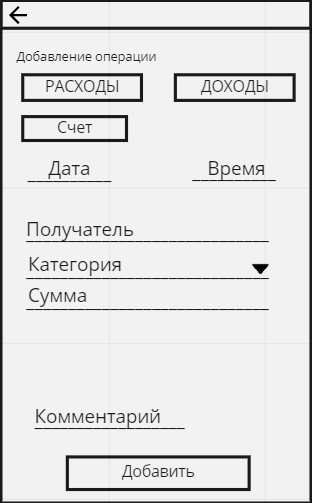 Добавление операции
РАСХОДЫ ДОХОДЫ
Счет
Дата Время
Получатель
Категория
Сумма
Комментарий
Добавить